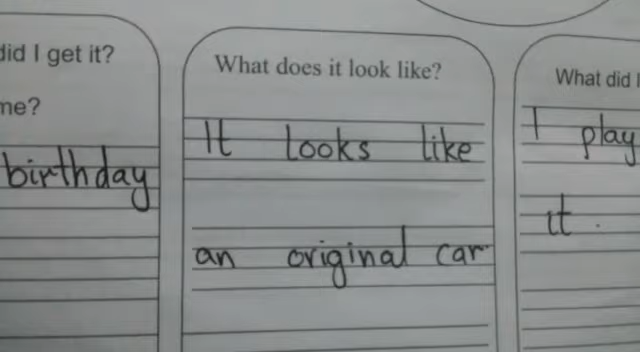 did I get it?
me?
birthday
What does it look like?
It looks like
an original car
What did I
I play
it.